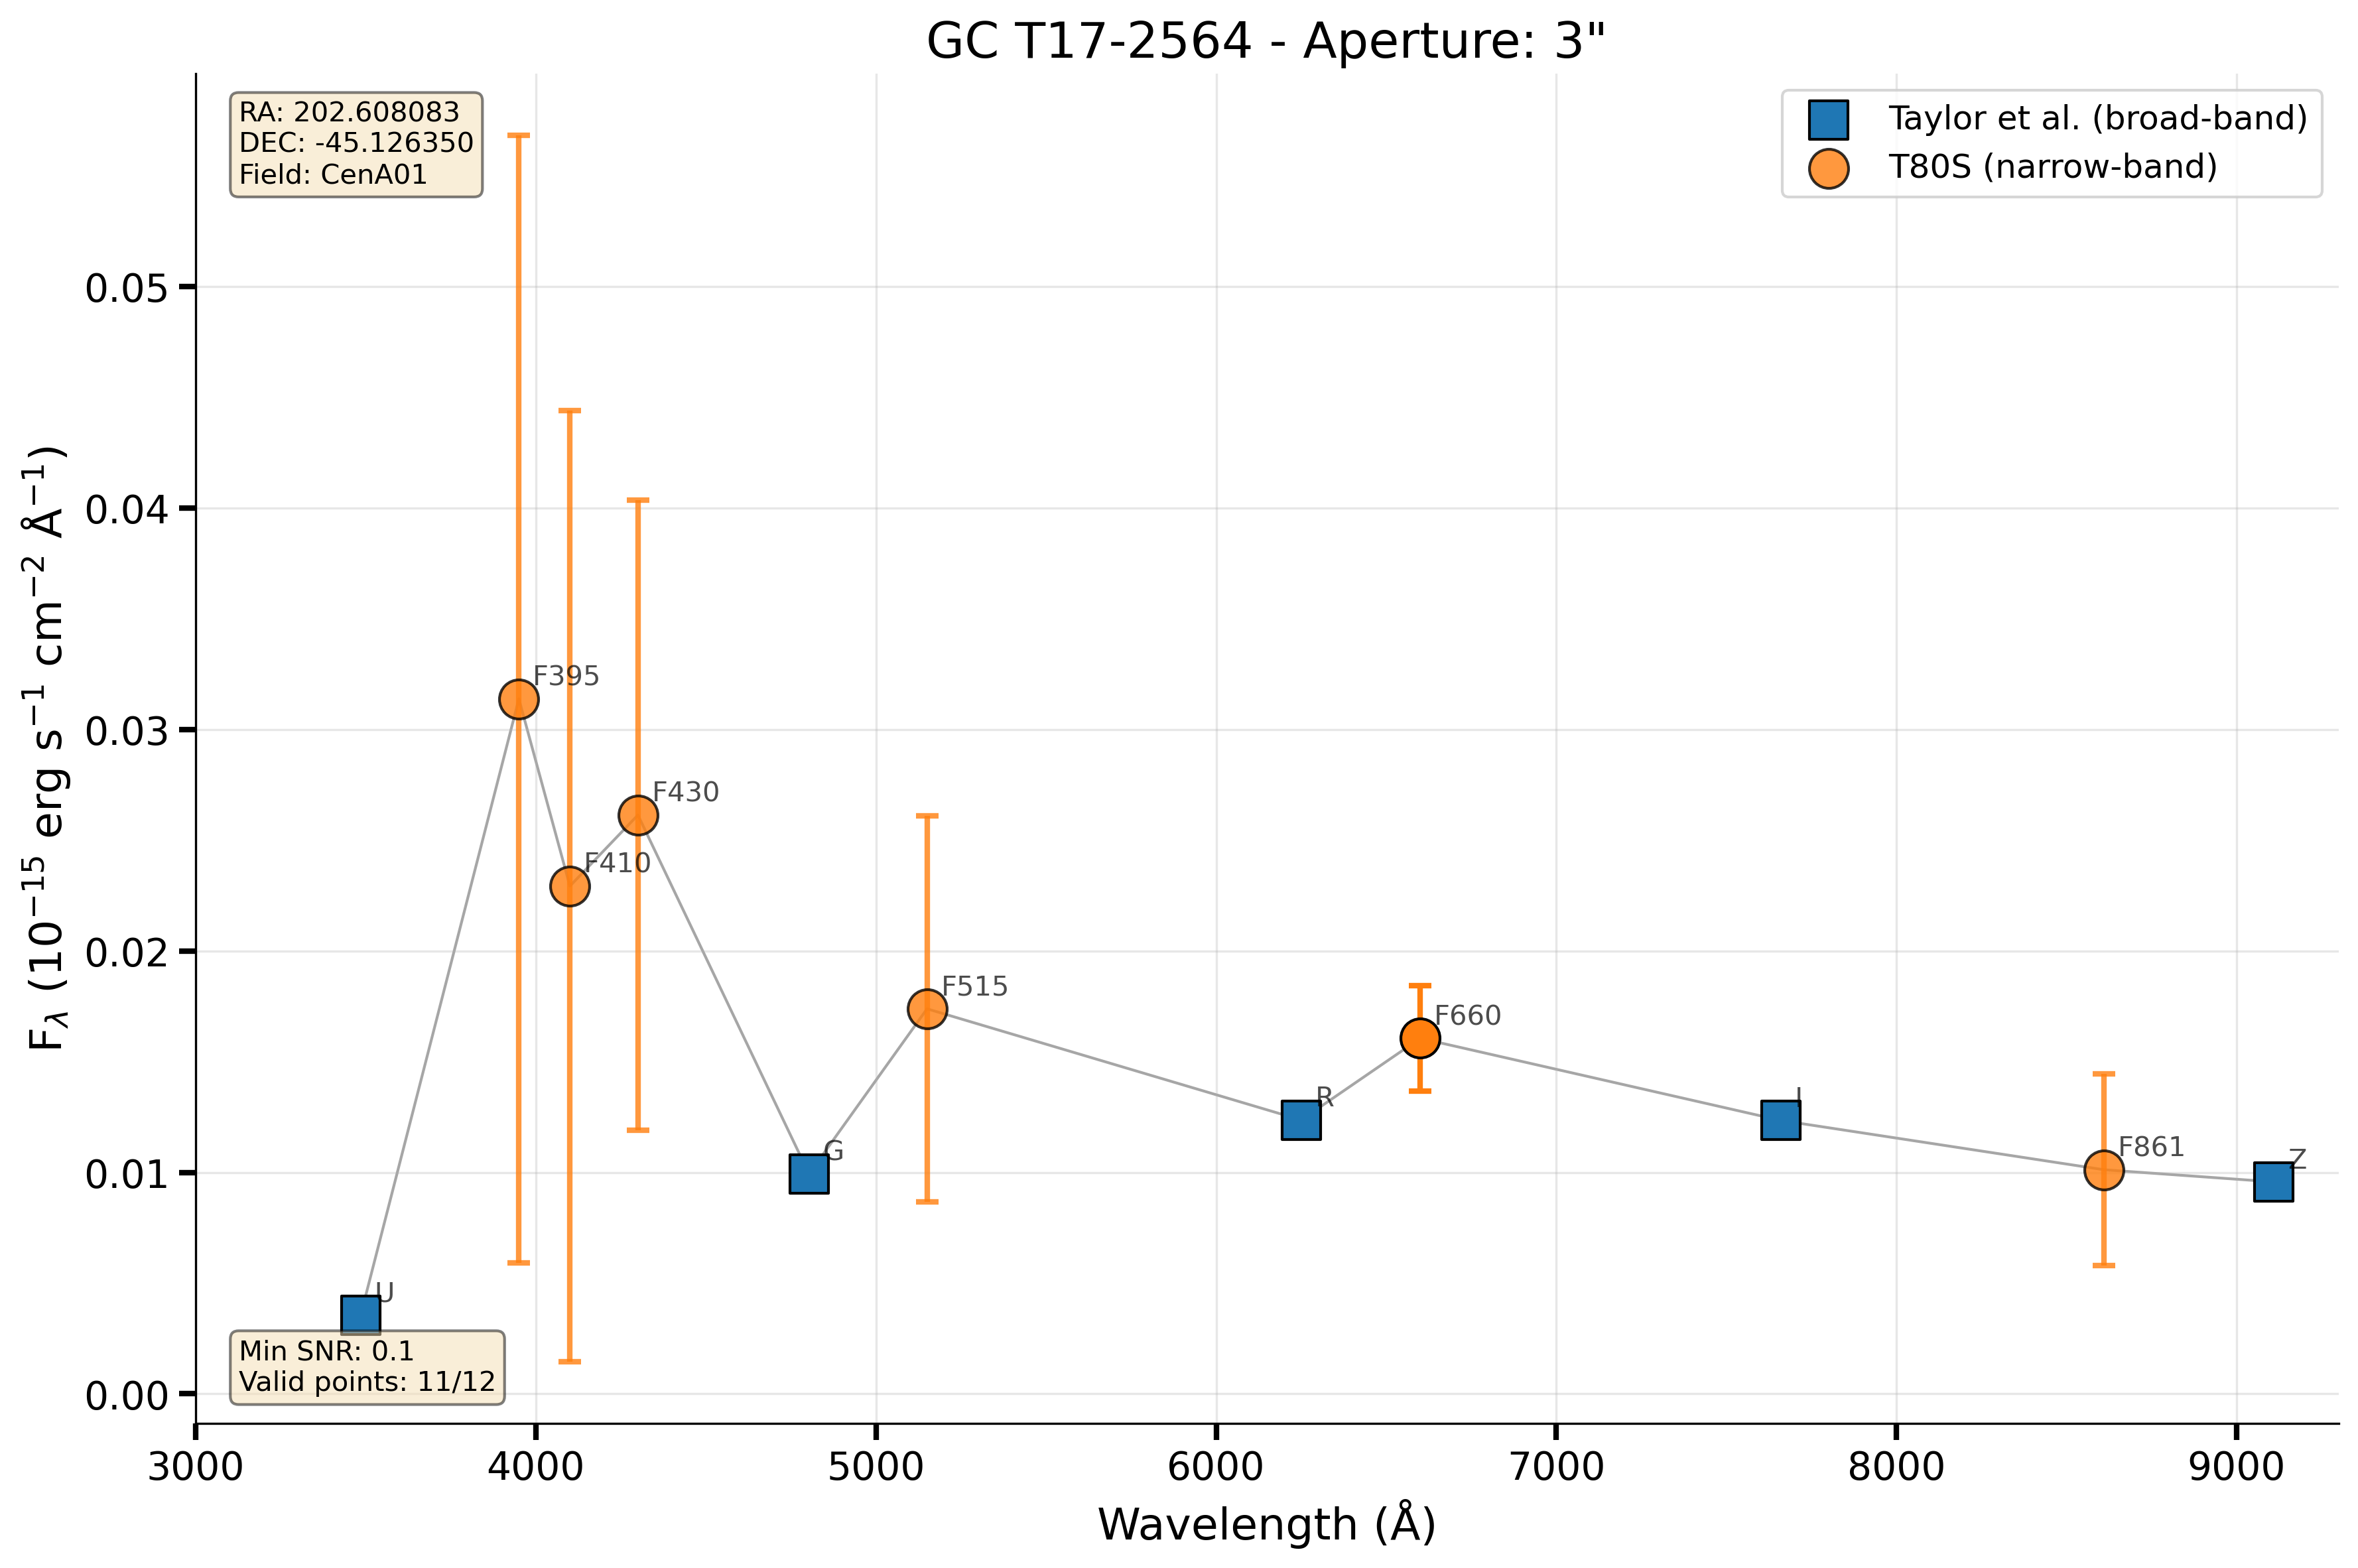 GC T17-2564 - Aperture: 3"
RA: 202.608083
DEC: -45.126350
Field: CenA01
Taylor et al. (broad-band)
T80S (narrow-band)
F$_{λ}$ (10$^{−15}$ erg s$^{−1}$ cm$^{−2}$ Å$^{−1}$)
0.05
0.04
0.03
0.02
0.01
0.00
F395
F430
F410
F515
F660
R
I
G
F861
Z
U
Min SNR: 0.1
Valid points: 11/12
3000 4000 5000 6000 7000 8000 9000
Wavelength (Å)